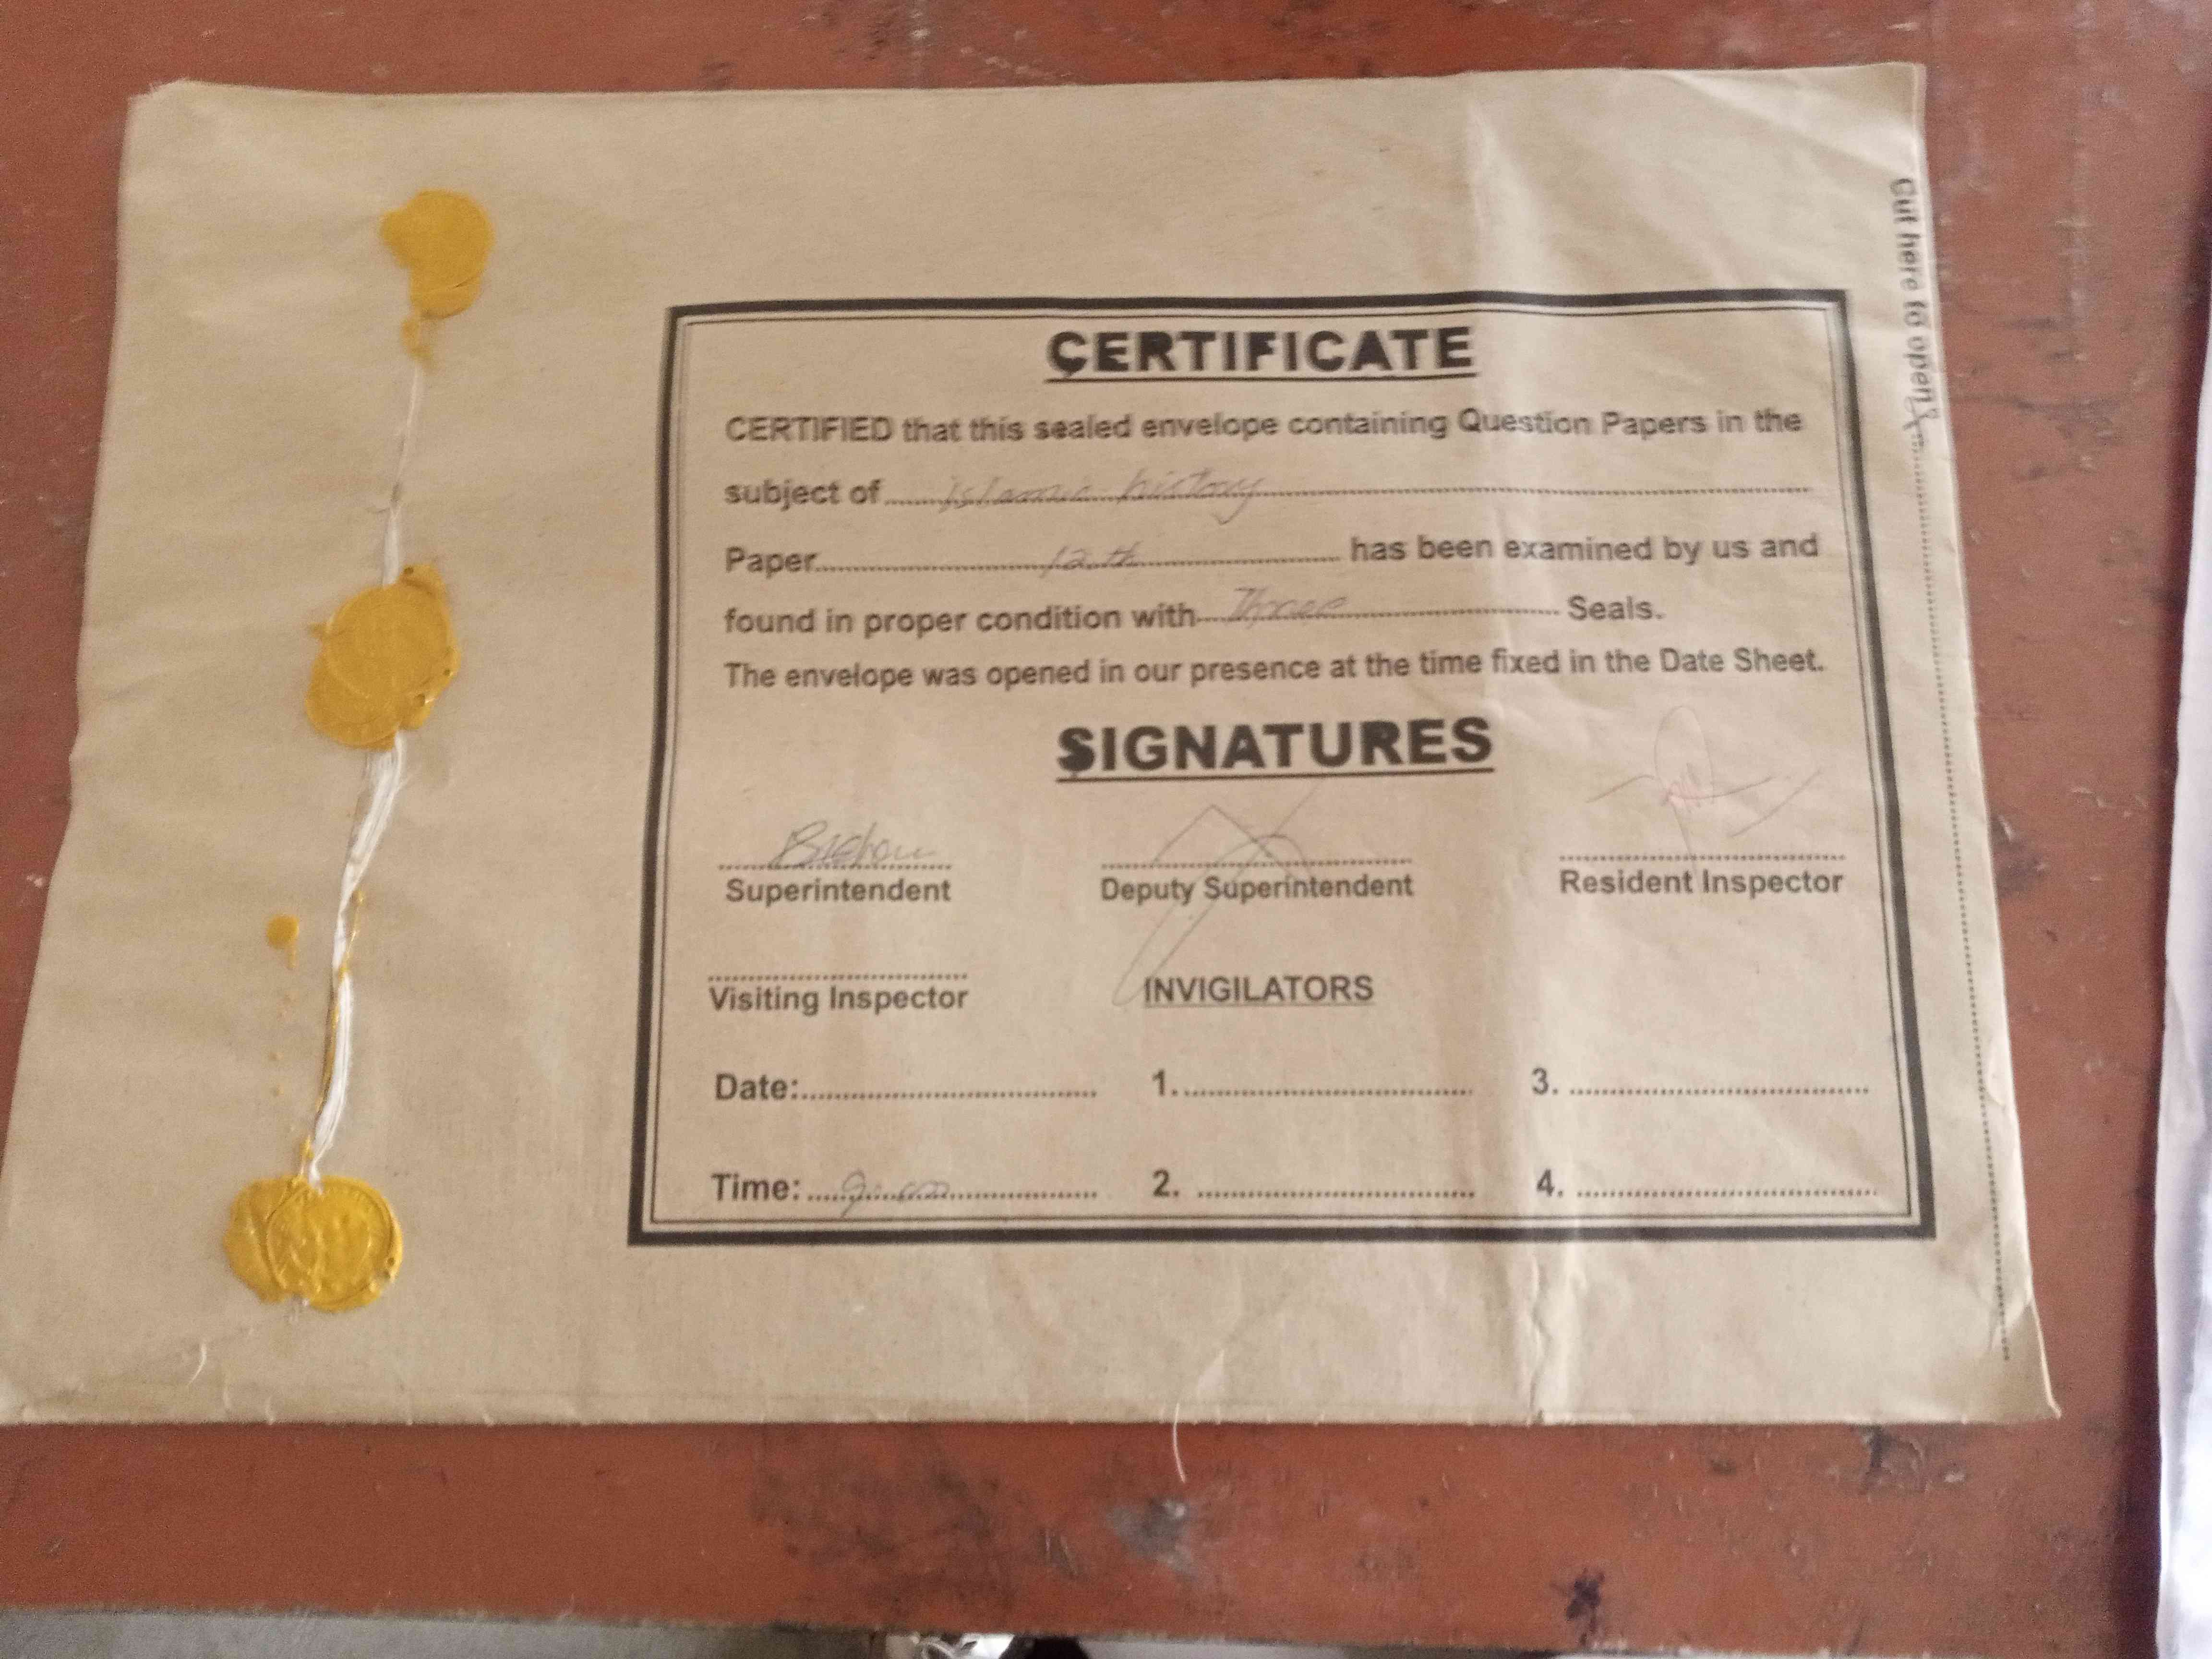 CERTIFICATE
CERTIFIED that this sealed envelope containing Question Papers in the
subject of islamic history
Paper 12th has been examined by us and
found in proper condition with Three Seals.
The envelope was opened in our presence at the time fixed in the Date Sheet.
SIGNATURES
Superintendent Deputy Superintendent Resident Inspector
Visiting Inspector INVIGILATORS
Date: 1. 3.
Time: 2. 4.
Cut here to open